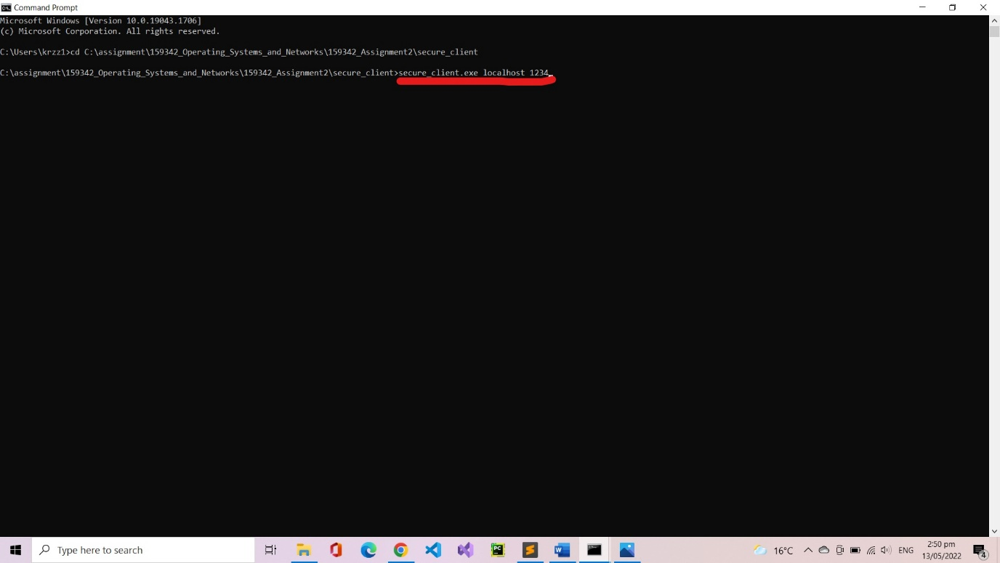 Command Prompt
Microsoft Windows [Version 10.0.19043.1706]
(c) Microsoft Corporation. All rights reserved.
C:\Users\krzz1>cd C:\assignment\159342_Operating_Systems_and_Networks\159342_Assignment2\secure_client
C:\assignment\159342_Operating_Systems_and_Networks\159342_Assignment2\secure_client>secure_client.exe localhost 1234_
Type here to search
PC
W
16°C
ENG
2:50 pm
13/05/2022
4